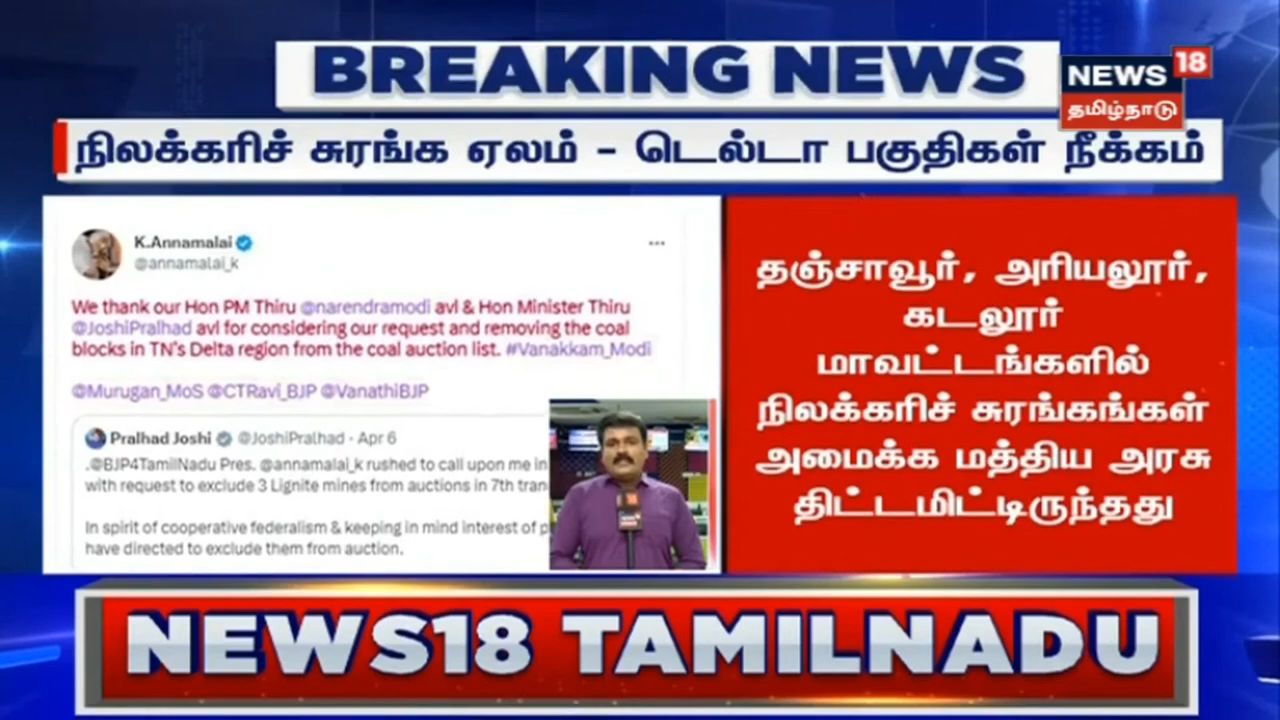 BREAKING NEWS
NEWS 18
தமிழ்நாடு
நிலக்கரிச் சுரங்க ஏலம் - டெல்டா பகுதிகள் நீக்கம்
K.Annamalai
@annamalai_k
We thank our Hon PM Thiru @narendramodi avl & Hon Minister Thiru
@JoshiPralhad avl for considering our request and removing the coal
blocks in TN's Delta region from the coal auction list. #Vanakkam_Modi
@Murugan_MoS @CTRavi_BJP @VanathiBJP
Pralhad Joshi @JoshiPralhad · Apr 6
.@BJP4TamilNadu Pres. @annamalai_k rushed to call upon me in
with request to exclude 3 Lignite mines from auctions in 7th
In spirit of cooperative federalism & keeping in mind interest of
have directed to exclude them from auction.
தஞ்சாவூர், அரியலூர்,
கடலூர்
மாவட்டங்களில்
நிலக்கரிச் சுரங்கங்கள்
அமைக்க மத்திய அரசு
திட்டமிட்டிருந்தது
NEWS18 TAMILNADU